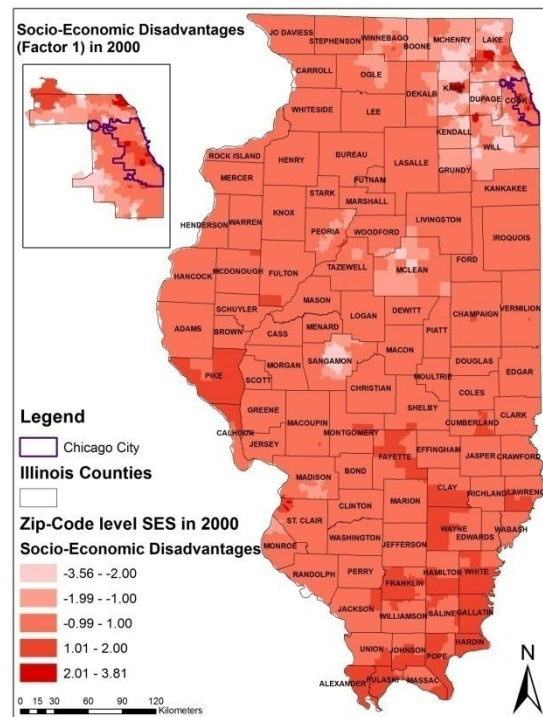 Socio-Economic Disadvantages
(Factor 1) in 2000
JO DAVIESS
STEPHENSON
WINNEBAGO
BOONE
MCHENRY
LAKE
CARROLL
OGLE
DEKALB
KANE
DUPAGE
COOK
WHITESIDE
LEE
KENDALL
WILL
ROCK ISLAND
HENRY
BUREAU
LASALLE
GRUNDY
MERCER
PUTNAM
KANKAKEE
STARK
MARSHALL
HENDERSON
WARREN
KNOX
PEORIA
WOODFORD
LIVINGSTON
IROQUOIS
TAZEWELL
MCLEAN
FORD
HANCOCK
MCDONOUGH
FULTON
MASON
SCHUYLER
LOGAN
DEWITT
CHAMPAIGN
VERMILION
ADAMS
BROWN
CASS
MENARD
PIATT
MACON
SANGAMON
MORGAN
DOUGLAS
EDGAR
PIKE
SCOTT
CHRISTIAN
MOULTRIE
COLES
SHELBY
GREENE
MACOUPIN
MONTGOMERY
CUMBERLAND
CLARK
CALHOUN
JERSEY
FAYETTE
EFFINGHAM
JASPER
CRAWFORD
BOND
MADISON
CLAY
RICHLAND
LAWRENCE
CLINTON
MARION
ST. CLAIR
WAYNE
EDWARDS
WABASH
WASHINGTON
JEFFERSON
MONROE
RANDOLPH
PERRY
HAMILTON
WHITE
FRANKLIN
JACKSON
WILLIAMSON
SALINE
GALLATIN
HARDIN
UNION
JOHNSON
POPE
ALEXANDER
PULASKI
MASSAC
Legend
Chicago City
Illinois Counties
Zip-Code level SES in 2000
Socio-Economic Disadvantages
-3.56 - -2.00
-1.99 - -1.00
-0.99 - 1.00
1.01 - 2.00
2.01 - 3.81
0 15 30 60 90 120
Kilometers
N